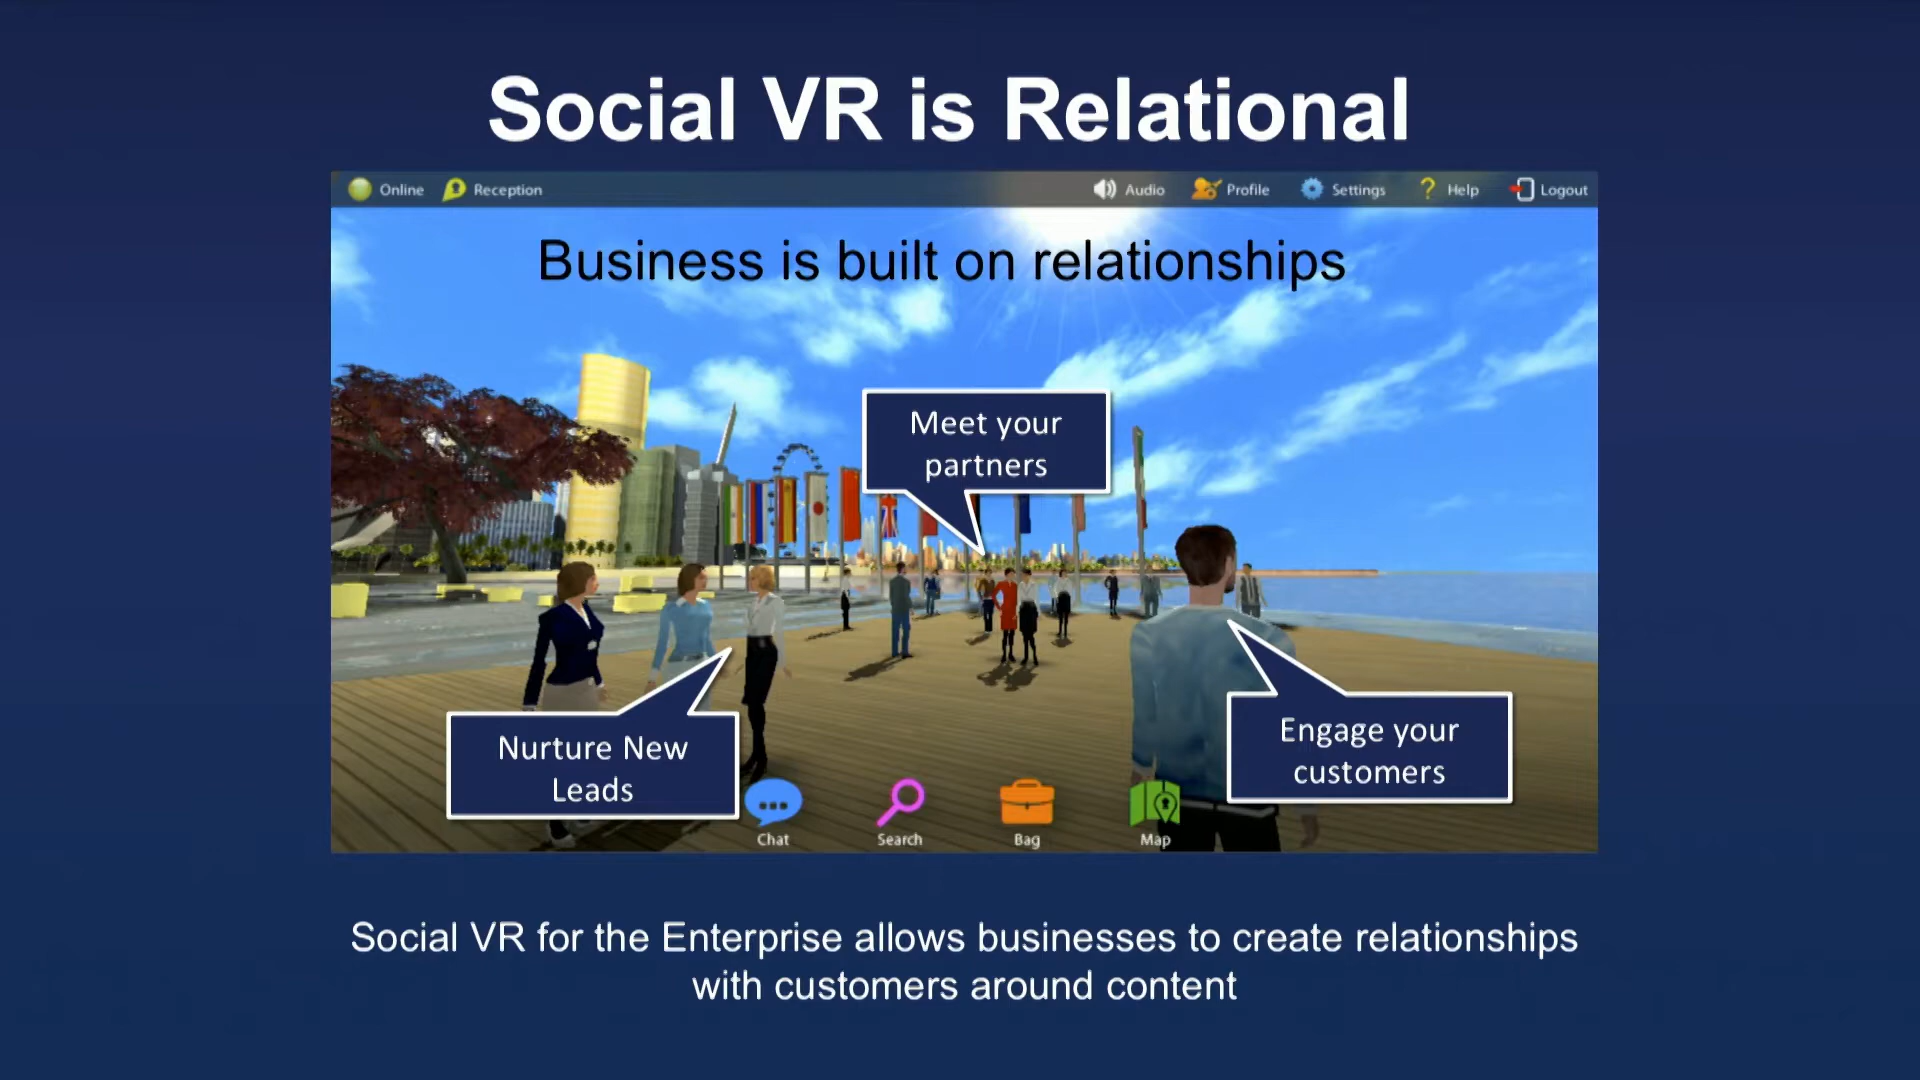 Social VR is Relational
Online Reception Audio Profile Settings Help Logout
Business is built on relationships
Meet your
partners
Nurture New
Leads
Engage your
customers
Chat Search Bag Map
Social VR for the Enterprise allows businesses to create relationships
with customers around content